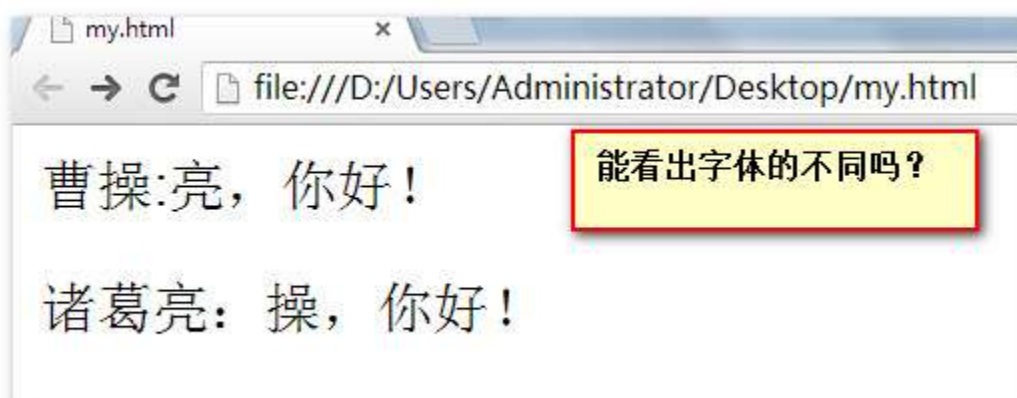 my.html
file:///D:/Users/Administrator/Desktop/my.html
能看出字体的不同吗？
曹操:亮，你好！
诸葛亮：操，你好！